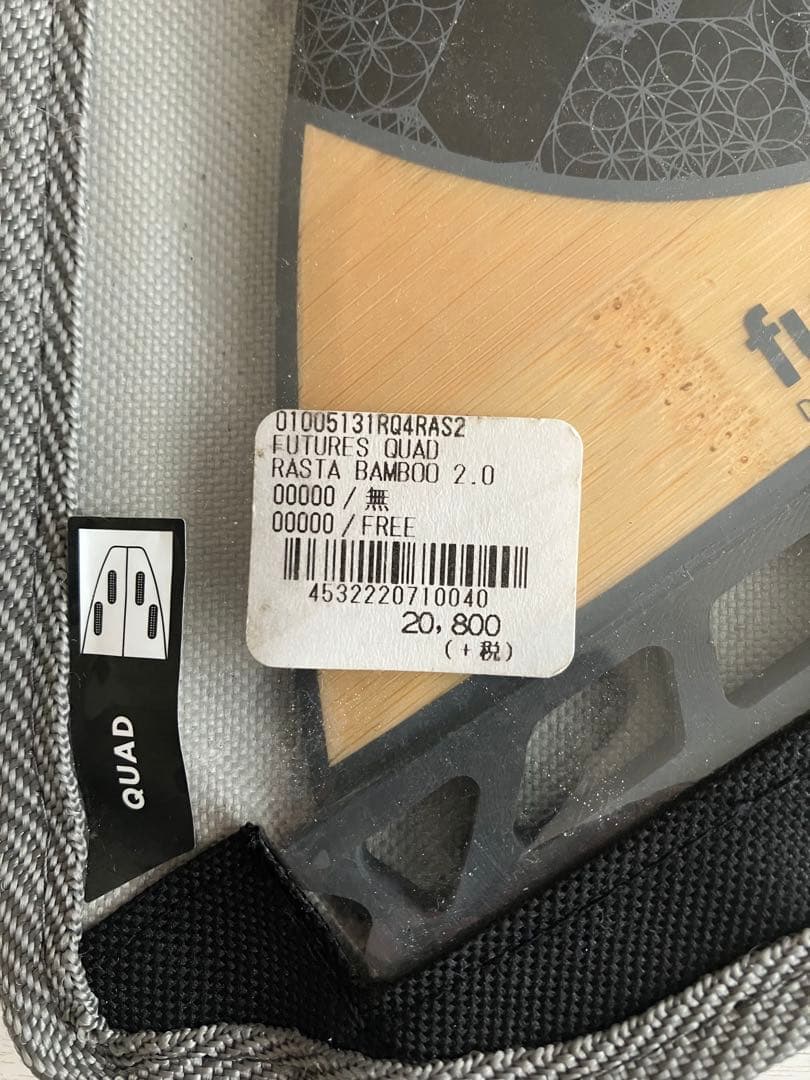 01005131RQ4RAS2
FUTURES QUAD
RASTA BAMBOO 2.0
00000 / 無
00000 / FREE
4532220710040
20,800
(+税)
QUAD